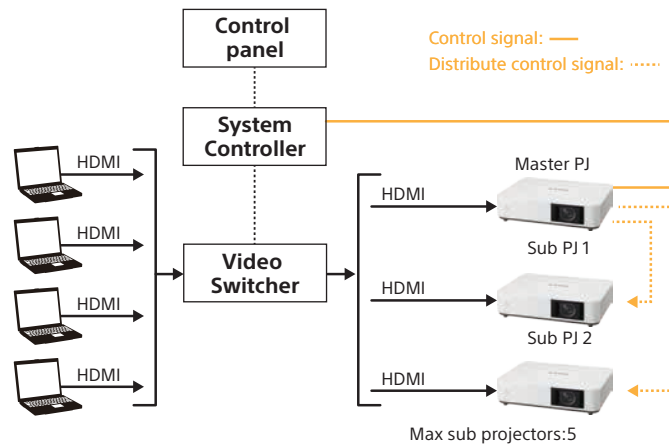 Control
panel
Control signal:
Distribute control signal:
System
Controller
HDMI
HDMI
HDMI
HDMI
Video
Switcher
Master PJ
HDMI
Sub PJ 1
HDMI
Sub PJ 2
HDMI
Max sub projectors:5